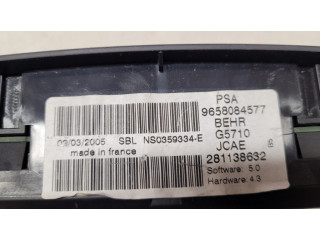 PSA
9658084577
BEHR
G5710
JCAE
281138632
Software: 5.0
Hardware: 4.3
03/03/2005 SBL NS0359334-E
made in france